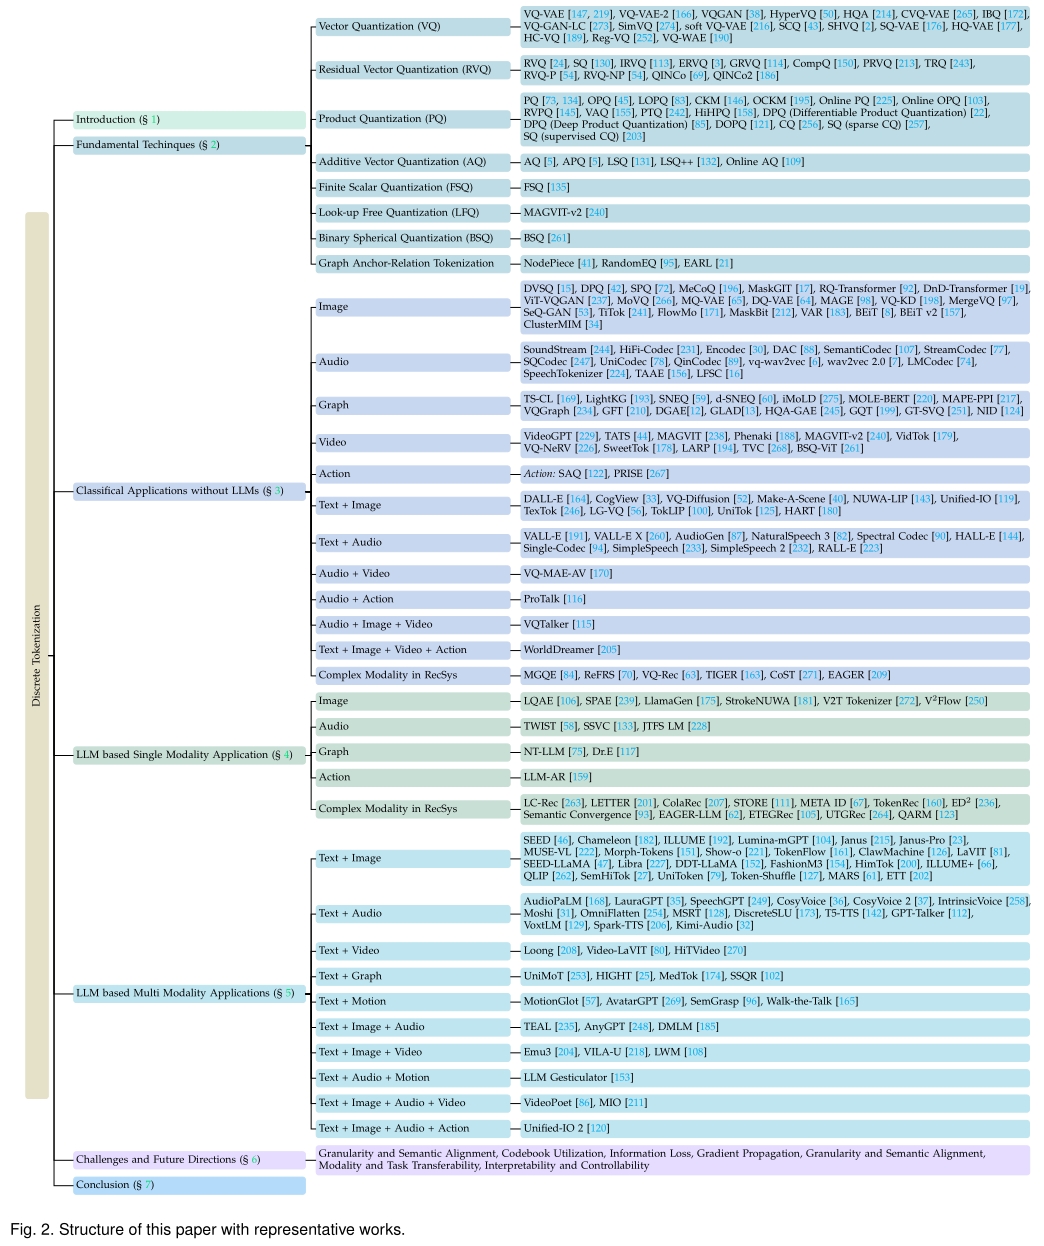 Discrete Tokenization
Introduction (§ 1)
Fundamental Techinques (§ 2)
Vector Quantization (VQ)
VQ-VAE [147, 219], VQ-VAE-2 [166], VQGAN [38], HyperVQ [50], HQA [214], CVQ-VAE [265], IBQ [172],
VQ-GAN-LC [273], SimVQ [274], soft VQ-VAE [216], SCQ [43], SHVQ [2], SQ-VAE [176], HQ-VAE [177],
HC-VQ [189], Reg-VQ [252], VQ-WAE [190]
Residual Vector Quantization (RVQ)
RVQ [24], SQ [130], IRVQ [113], ERVQ [3], GRVQ [114], CompQ [150], PRVQ [213], TRQ [243],
RVQ-P [54], RVQ-NP [54], QINCo [69], QINCo2 [186]
Product Quantization (PQ)
PQ [73, 134], OPQ [45], LOPQ [83], CKM [146], OCKM [195], Online PQ [225], Online OPQ [103],
RVPQ [145], VAQ [155], PTQ [242], HiHPQ [158], DPQ (Differentiable Product Quantization) [22],
DPQ (Deep Product Quantization) [85], DOPQ [121], CQ [256], SQ (sparse CQ) [257],
SQ (supervised CQ) [203]
Additive Vector Quantization (AQ)
AQ [5], APQ [5], LSQ [131], LSQ++ [132], Online AQ [109]
Finite Scalar Quantization (FSQ)
FSQ [135]
Look-up Free Quantization (LFQ)
MAGVIT-v2 [240]
Binary Spherical Quantization (BSQ)
BSQ [261]
Graph Anchor-Relation Tokenization
NodePiece [41], RandomEQ [95], EARL [21]
Classifical Applications without LLMs (§ 3)
Image
DVSQ [15], DPQ [42], SPQ [72], MeCoQ [196], MaskGIT [17], RQ-Transformer [92], DnD-Transformer [19],
ViT-VQGAN [237], MoVQ [266], MQ-VAE [65], DQ-VAE [64], MAGE [98], VQ-KD [198], MergeVQ [97],
SeQ-GAN [53], TiTok [241], FlowMo [171], MaskBit [212], VAR [183], BEiT [8], BEiT v2 [157],
ClusterMIM [34]
Audio
SoundStream [244], HiFi-Codec [231], Encodec [30], DAC [88], SemantiCodec [107], StreamCodec [77],
SQCodec [247], UniCodec [78], QinCodec [89], vq-wav2vec [6], wav2vec 2.0 [7], LMCodec [74],
SpeechTokenizer [224], TAAE [156], LFSC [16]
Graph
TS-CL [169], LightKG [193], SNEQ [59], d-SNEQ [60], iMoLD [275], MOLE-BERT [220], MAPE-PPI [217],
VQGraph [234], GFT [210], DGAE[12], GLAD[13], HQA-GAE [245], GQT [199], GT-SVQ [251], NID [124]
Video
VideoGPT [229], TATS [44], MAGVIT [238], Phenaki [188], MAGVIT-v2 [240], VidTok [179],
VQ-NeRV [226], SweetTok [178], LARP [194], TVC [268], BSQ-ViT [261]
Action
Action: SAQ [122], PRISE [267]
Text + Image
DALL-E [164], CogView [33], VQ-Diffusion [52], Make-A-Scene [40], NUWA-LIP [143], Unified-IO [119],
TexTok [246], LG-VQ [56], TokLIP [100], UniTok [125], HART [180]
Text + Audio
VALL-E [191], VALL-E X [260], AudioGen [87], NaturalSpeech 3 [82], Spectral Codec [90], HALL-E [144],
Single-Codec [94], SimpleSpeech [233], SimpleSpeech 2 [232], RALL-E [223]
Audio + Video
VQ-MAE-AV [170]
Audio + Action
ProTalk [116]
Audio + Image + Video
VQTalker [115]
Text + Image + Video + Action
WorldDreamer [205]
Complex Modality in RecSys
MGQE [84], ReFRS [70], VQ-Rec [63], TIGER [163], CoST [271], EAGER [209]
LLM based Single Modality Application (§ 4)
Image
LQAE [106], SPAE [239], LlamaGen [175], StrokeNUWA [181], V2T Tokenizer [272], V²Flow [250]
Audio
TWIST [58], SSVC [133], JTFS LM [228]
Graph
NT-LLM [75], Dr.E [117]
Action
LLM-AR [159]
Complex Modality in RecSys
LC-Rec [263], LETTER [201], ColaRec [207], STORE [111], META ID [67], TokenRec [160], ED² [236],
Semantic Convergence [93], EAGER-LLM [62], ETEGRec [105], UTGRec [264], QARM [123]
LLM based Multi Modality Applications (§ 5)
Text + Image
SEED [46], Chameleon [182], ILLUME [192], Lumina-mGPT [104], Janus [215], Janus-Pro [23],
MUSE-VL [222], Morph-Tokens [151], Show-o [221], TokenFlow [161], ClawMachine [126], LaVIT [81],
SEED-LLaMA [47], Libra [227], DDT-LLaMA [152], FashionM3 [154], HimTok [200], ILLUME+ [66],
QLIP [262], SemHiTok [27], UniToken [79], Token-Shuffle [127], MARS [61], ETT [202]
Text + Audio
AudioPaLM [168], LauraGPT [35], SpeechGPT [249], CosyVoice [36], CosyVoice 2 [37], IntrinsicVoice [258],
Moshi [31], OmniFlatten [254], MSRT [128], DiscreteSLU [173], T5-TTS [142], GPT-Talker [112],
VoxtLM [129], Spark-TTS [206], Kimi-Audio [32]
Text + Video
Loong [208], Video-LaVIT [80], HiTVideo [270]
Text + Graph
UniMoT [253], HIGHT [25], MedTok [174], SSQR [102]
Text + Motion
MotionGlot [57], AvatarGPT [269], SemGrasp [96], Walk-the-Talk [165]
Text + Image + Audio
TEAL [235], AnyGPT [248], DMLM [185]
Text + Image + Video
Emu3 [204], VILA-U [218], LWM [108]
Text + Audio + Motion
LLM Gesticulator [153]
Text + Image + Audio + Video
VideoPoet [86], MIO [211]
Text + Image + Audio + Action
Unified-IO 2 [120]
Challenges and Future Directions (§ 6)
Granularity and Semantic Alignment, Codebook Utilization, Information Loss, Gradient Propagation, Granularity and Semantic Alignment,
Modality and Task Transferability, Interpretability and Controllability
Conclusion (§ 7)
Fig. 2. Structure of this paper with representative works.